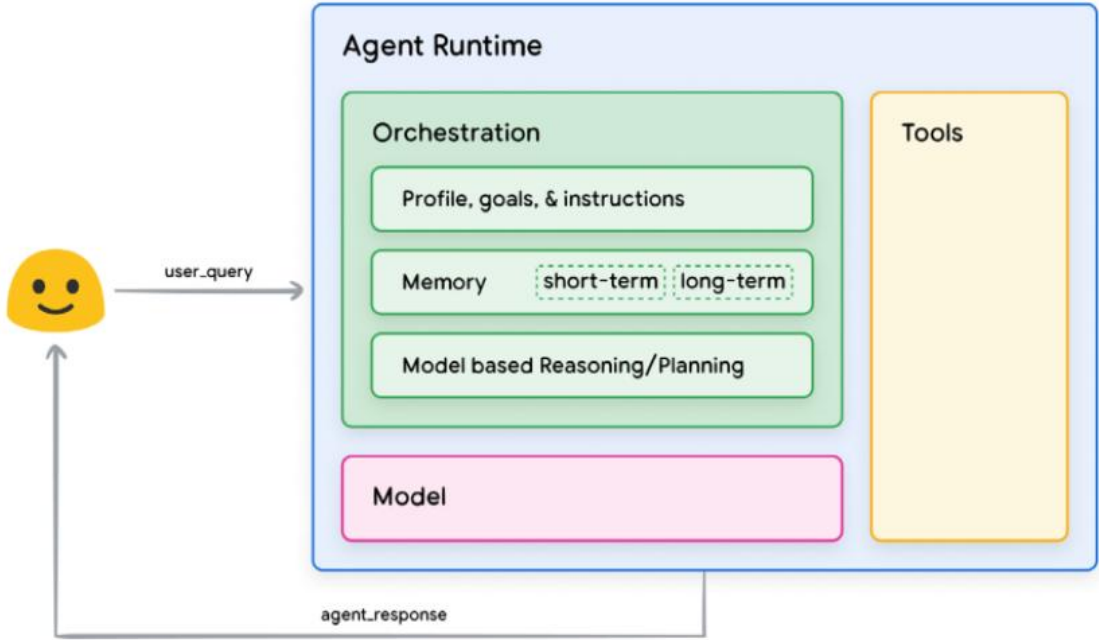 Agent Runtime
Orchestration
Tools
Profile, goals, & instructions
user_query
Memory short-term long-term
Model based Reasoning/Planning
Model
agent_response